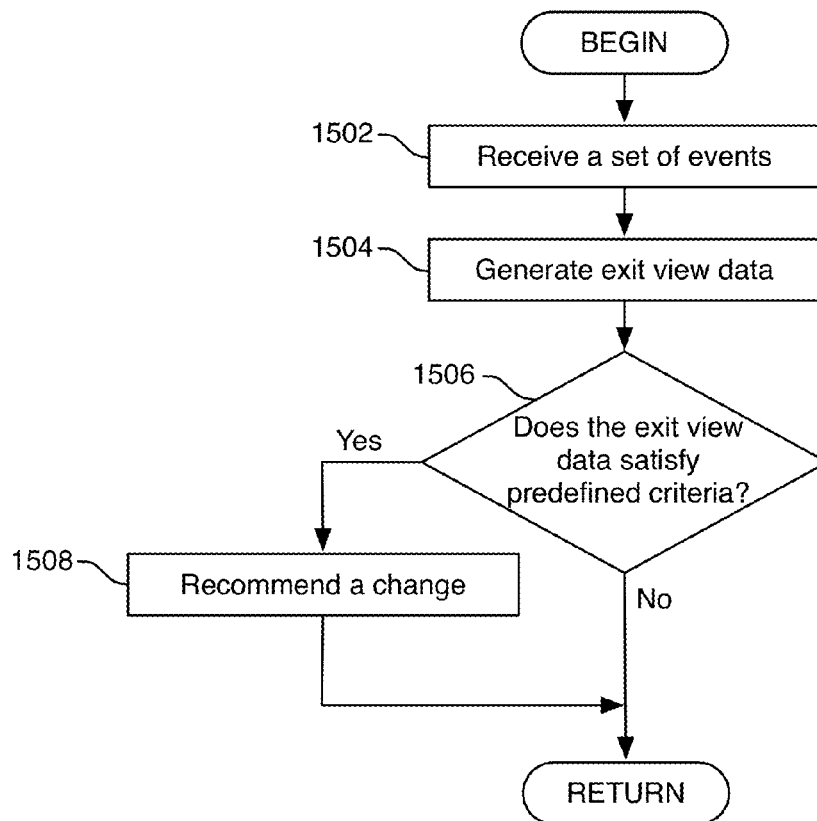 BEGIN
1502
Receive a set of events
1504
Generate exit view data
1506
Does the exit view
data satisfy
predefined criteria?
Yes
1508
Recommend a change
No
RETURN